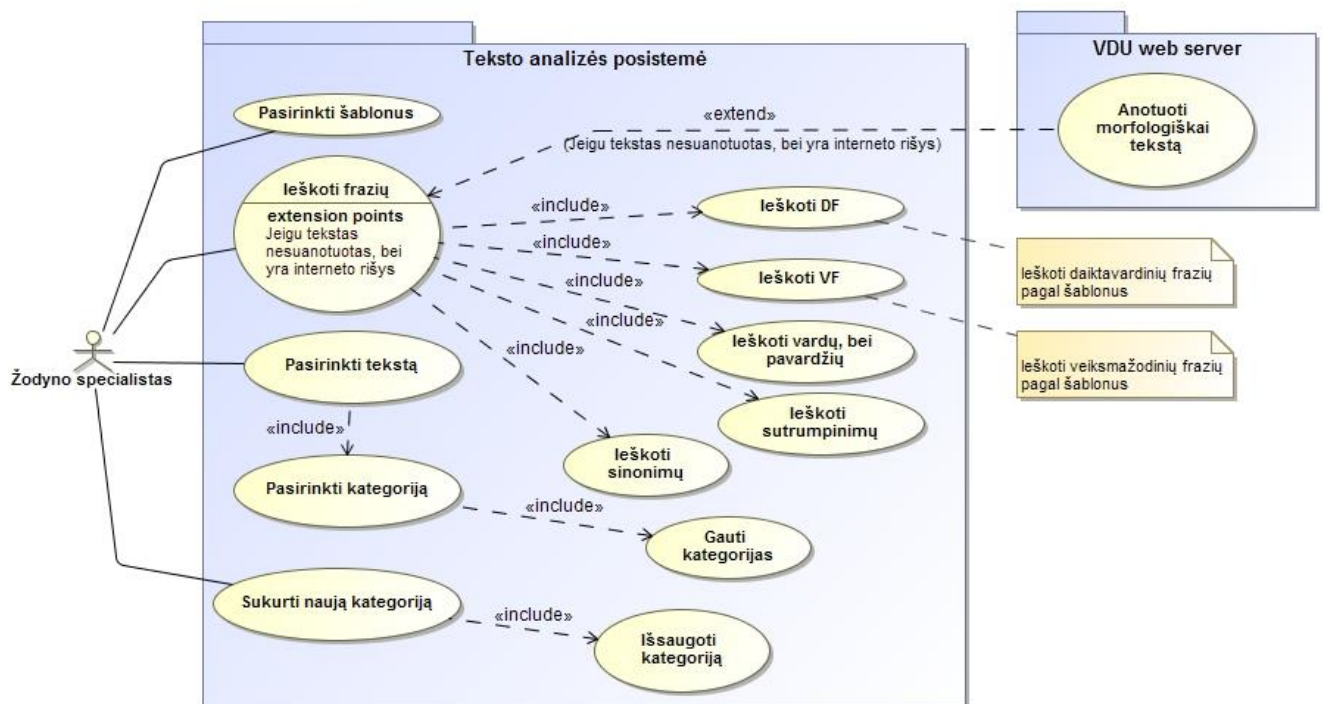 Teksto analizės posistemė
VDU web server
Pasirinkti šablonus
«extend»
(Jeigu tekstas nesuanotuotas, bei yra interneto rišys)
Anotuoti
morfologiškai
tekstą
Ieškoti frazių
extension points
Jeigu tekstas
nesuanotuotas, bei
yra interneto rišys
«include»
Ieškoti DF
«include»
Ieškoti VF
«include»
Ieškoti vardų, bei
pavardžių
«include»
Ieškoti
sutrumpinimų
«include»
Ieškoti
sinonimų
Ieškoti daiktavardinių frazių
pagal šablonus
Ieškoti veiksmažodinių frazių
pagal šablonus
Žodyno specialistas
Pasirinkti tekstą
«include»
Pasirinkti kategoriją
«include»
Gauti
kategorijas
Sukurti naują kategoriją
«include»
Išsaugoti
kategoriją